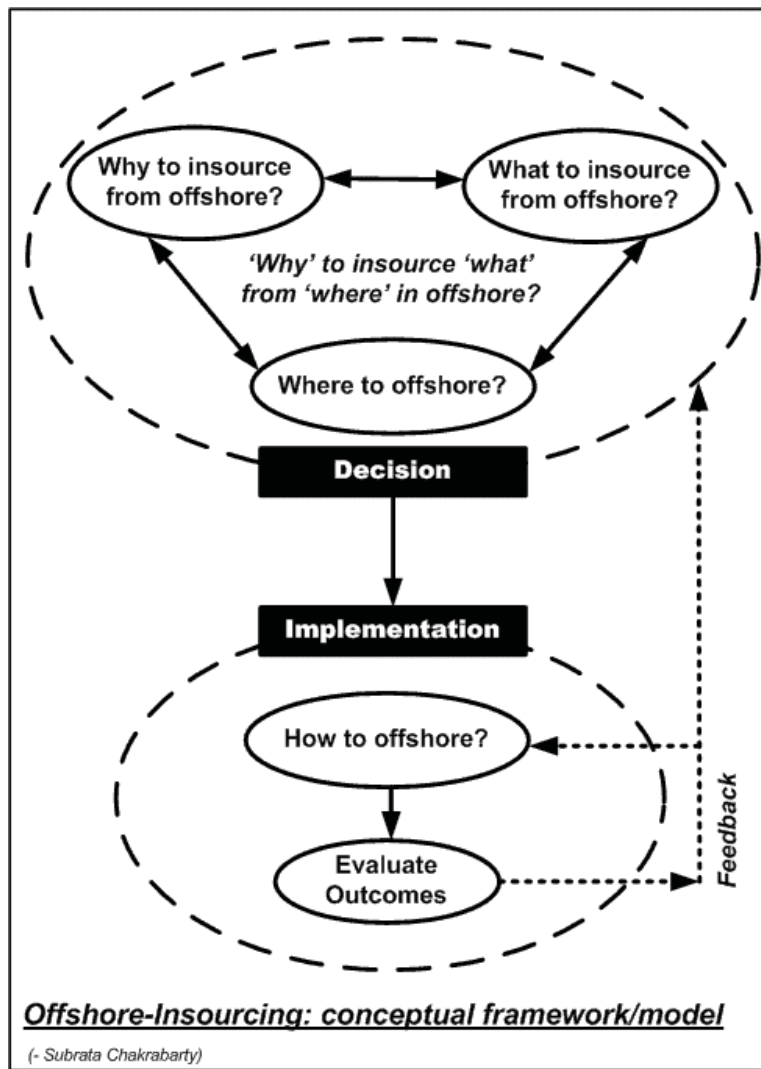 Why to insource
from offshore?
What to insource
from offshore?
'Why' to insource 'what'
from 'where' in offshore?
Where to offshore?
Decision
Implementation
How to offshore?
Evaluate
Outcomes
Feedback
Offshore-Insourcing: conceptual framework/model
(- Subrata Chakrabarty)